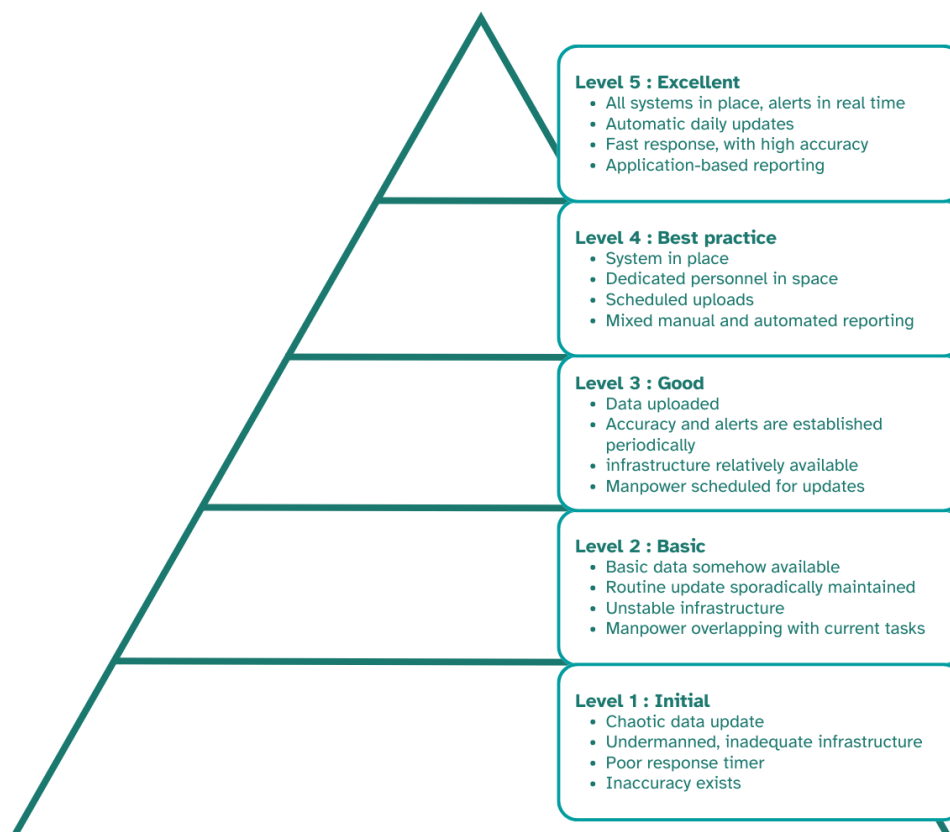 Level 5 : Excellent
• All systems in place, alerts in real time
• Automatic daily updates
• Fast response, with high accuracy
• Application-based reporting
Level 4 : Best practice
• System in place
• Dedicated personnel in space
• Scheduled uploads
• Mixed manual and automated reporting
Level 3 : Good
• Data uploaded
• Accuracy and alerts are established
periodically
• infrastructure relatively available
• Manpower scheduled for updates
Level 2 : Basic
• Basic data somehow available
• Routine update sporadically maintained
• Unstable infrastructure
• Manpower overlapping with current tasks
Level 1 : Initial
• Chaotic data update
• Undermanned, inadequate infrastructure
• Poor response timer
• Inaccuracy exists